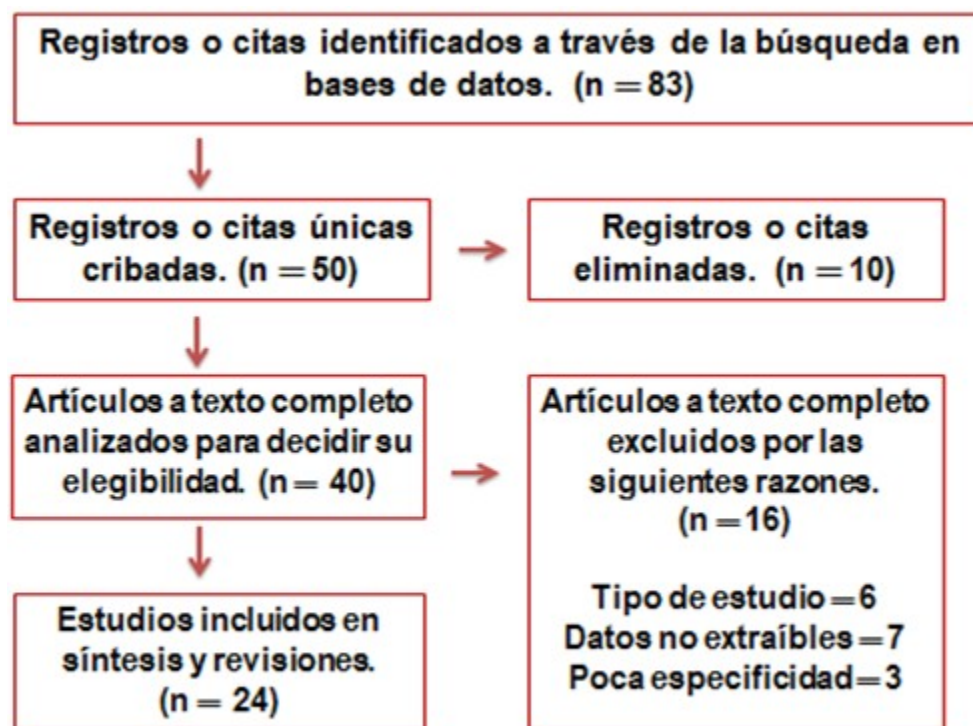 Registros o citas identificados a través de la búsqueda en
bases de datos. (n = 83)
Registros o citas únicas
cribadas. (n = 50)
Registros o citas
eliminadas. (n = 10)
Artículos a texto completo
analizados para decidir su
elegibilidad. (n = 40)
Artículos a texto completo
excluidos por las
siguientes razones.
(n = 16)
Tipo de estudio = 6
Datos no extraíbles = 7
Poca especificidad = 3
Estudios incluidos en
síntesis y revisiones.
(n = 24)